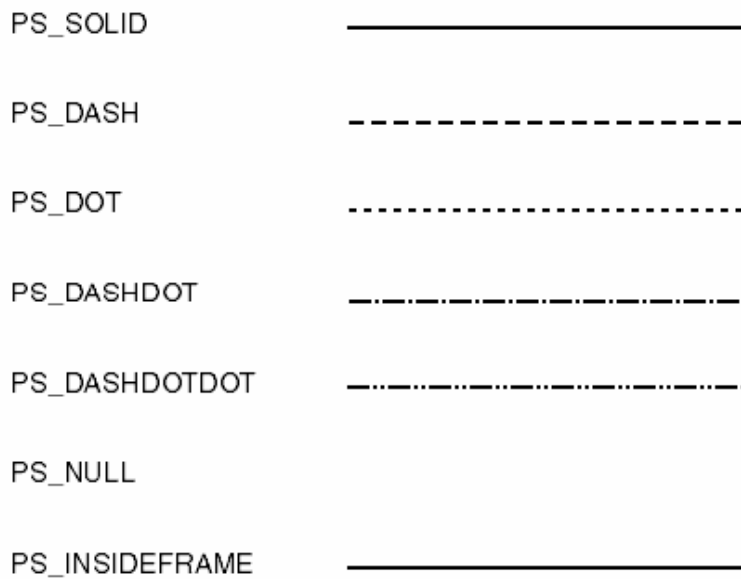 PS_SOLID
PS_DASH
PS_DOT
PS_DASHDOT
PS_DASHDOTDOT
PS_NULL
PS_INSIDEFRAME